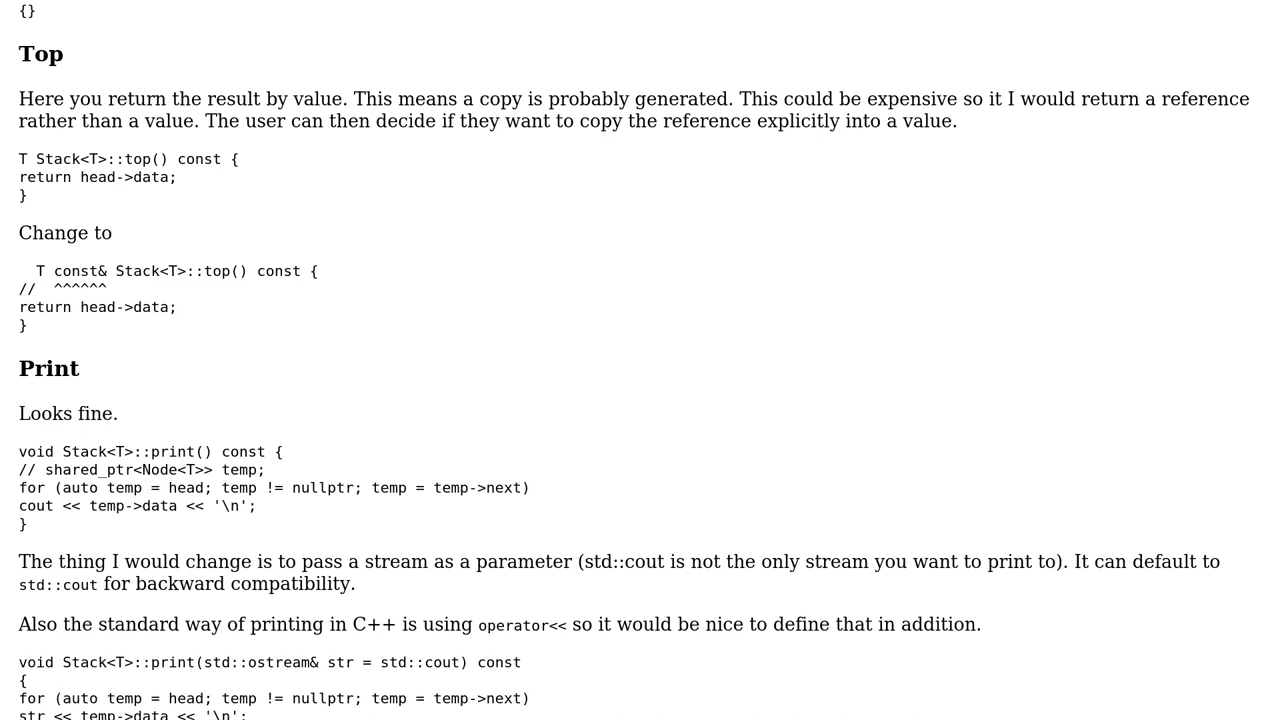 {}
Top
Here you return the result by value. This means a copy is probably generated. This could be expensive so it I would return a reference
rather than a value. The user can then decide if they want to copy the reference explicitly into a value.
T Stack<T>::top() const {
return head->data;
}
Change to
  T const& Stack<T>::top() const {
//  ^^^^^^
return head->data;
}
Print
Looks fine.
void Stack<T>::print() const {
// shared_ptr<Node<T>> temp;
for (auto temp = head; temp != nullptr; temp = temp->next)
cout << temp->data << '\n';
}
The thing I would change is to pass a stream as a parameter (std::cout is not the only stream you want to print to). It can default to
std::cout for backward compatibility.
Also the standard way of printing in C++ is using operator<< so it would be nice to define that in addition.
void Stack<T>::print(std::ostream& str = std::cout) const
{
for (auto temp = head; temp != nullptr; temp = temp->next)
str << temp->data << '\n';